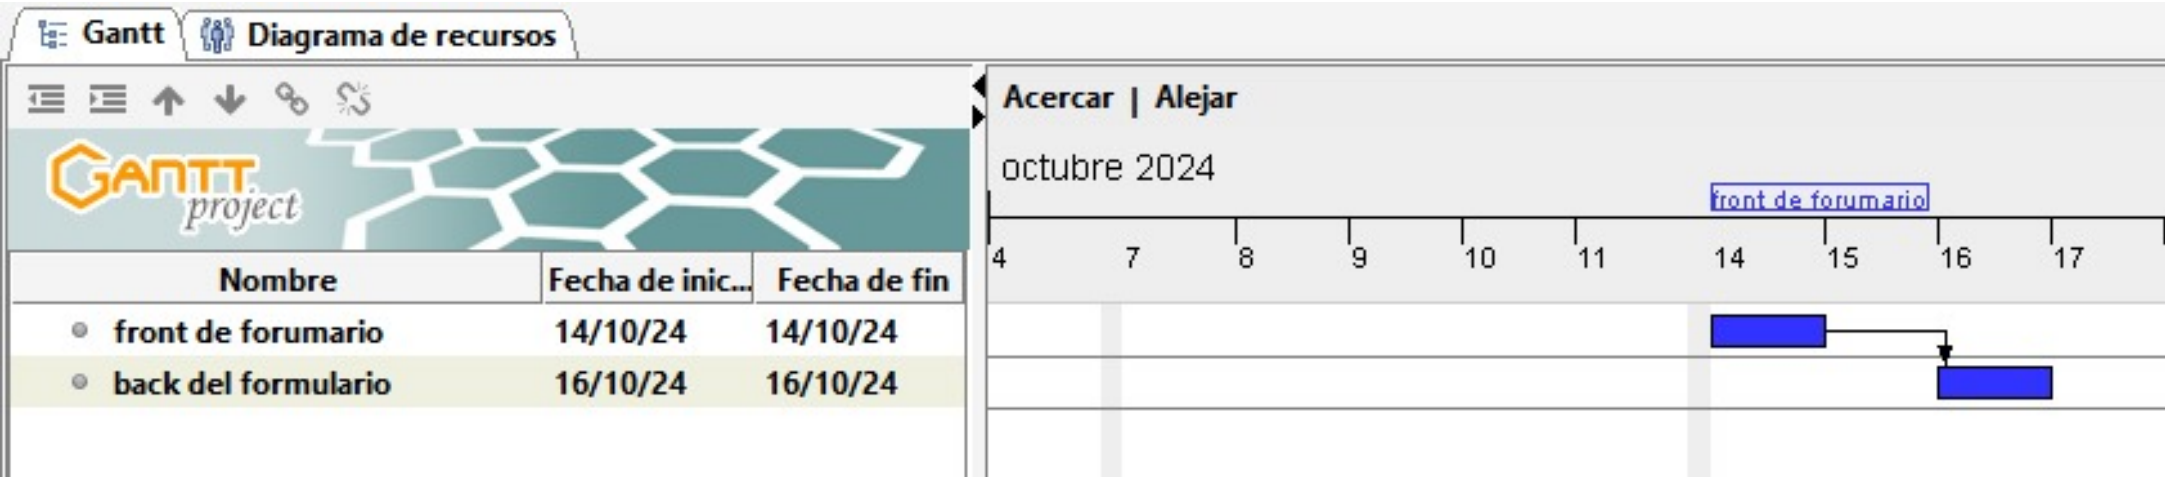 Gantt Diagrama de recursos
Acercar | Alejar
GANTT
project
octubre 2024
front de forumario
4 7 8 9 10 11 14 15 16 17
Nombre Fecha de inic... Fecha de fin
front de forumario 14/10/24 14/10/24
back del formulario 16/10/24 16/10/24